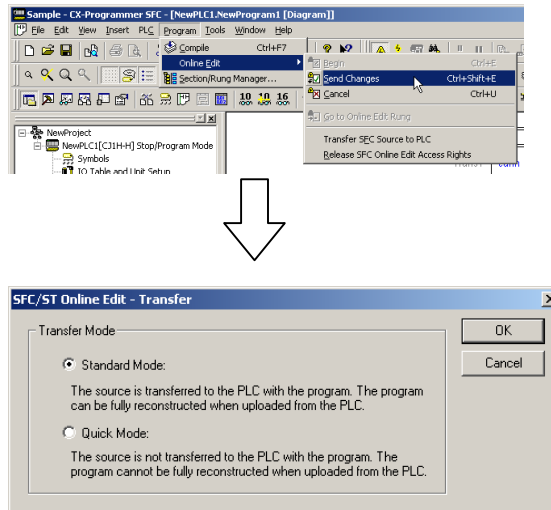 Sample - CX-Programmer SFC - [NewPLC1.NewProgram1 [Diagram]]
File Edit View Insert PLC Program Tools Window Help
Compile Ctrl+F7
Online Edit
Section/Rung Manager...
Begin Ctrl+E
Send Changes Ctrl+Shift+E
Cancel Ctrl+U
Go to Online Edit Rung
Transfer SFC Source to PLC
Release SFC Online Edit Access Rights
10 10 16
NewProject
NewPLC1[CJ1H-H] Stop/Program Mode
Symbols
IO Table and Unit Setup
SFC/ST Online Edit - Transfer
Transfer Mode
OK
Cancel
Standard Mode:
The source is transferred to the PLC with the program. The program
can be fully reconstructed when uploaded from the PLC.
Quick Mode:
The source is not transferred to the PLC with the program. The
program cannot be fully reconstructed when uploaded from the PLC.